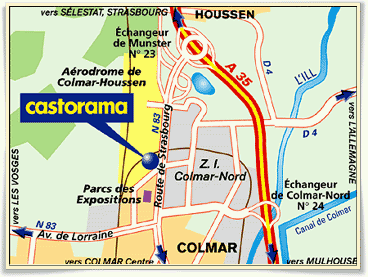 vers SÉLESTAT, STRASBOURG
HOUSSEN
Échangeur
de Munster
N° 23
A 35
D 4
L'ILL
Aérodrome de
Colmar-Houssen
castorama
N 83
Route de Strasbourg
D 4
vers L'ALLEMAGNE
Z. I.
Colmar-Nord
vers LES VOSGES
Parcs des
Expositions
Échangeur
de Colmar-Nord
N° 24
Canal de Colmar
N 83
Av. de Lorraine
COLMAR
vers COLMAR Centre
vers MULHOUSE